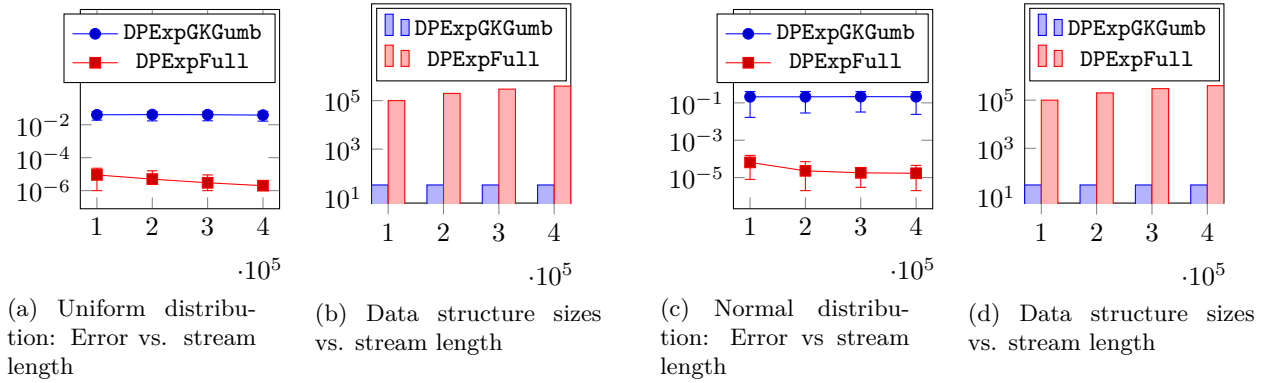 DPExpGKGumb
DPExpFull
10^-2
10^-4
10^-6
1 2 3 4
·10^5
(a) Uniform distribu-
tion: Error vs. stream
length
DPExpGKGumb
DPExpFull
10^5
10^3
10^1
1 2 3 4
·10^5
(b) Data structure sizes
vs. stream length
DPExpGKGumb
DPExpFull
10^-1
10^-3
10^-5
1 2 3 4
·10^5
(c) Normal distribu-
tion: Error vs stream
length
DPExpGKGumb
DPExpFull
10^5
10^3
10^1
1 2 3 4
·10^5
(d) Data structure sizes
vs. stream length